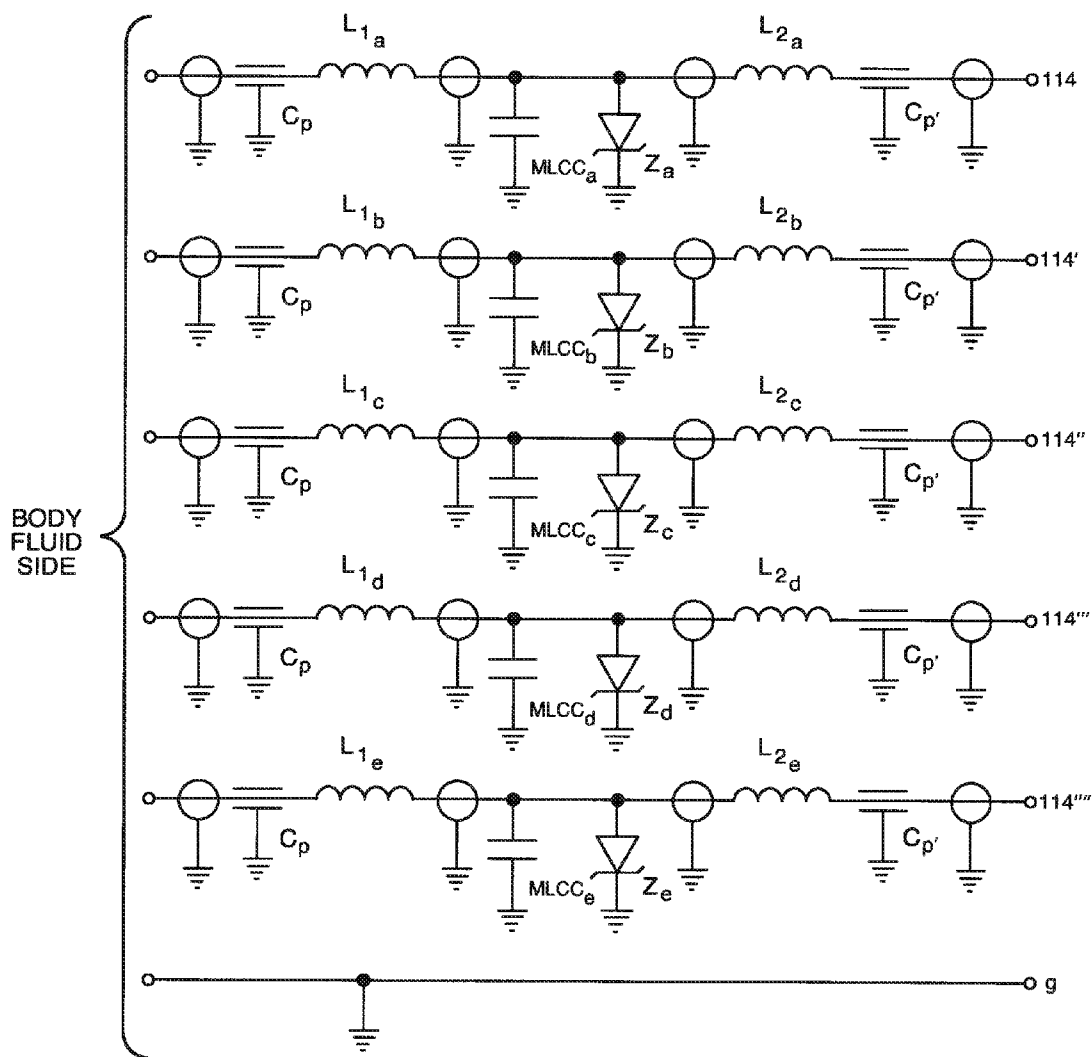 L1a L2a
114
Cp MLCCa Za Cp'
L1b L2b
114'
Cp MLCCb Zb Cp'
L1c L2c
114"
Cp MLCCc Zc Cp'
BODY
FLUID
SIDE
L1d L2d
114'"
Cp MLCCd Zd Cp'
L1e L2e
114""
Cp MLCCe Ze Cp'
g